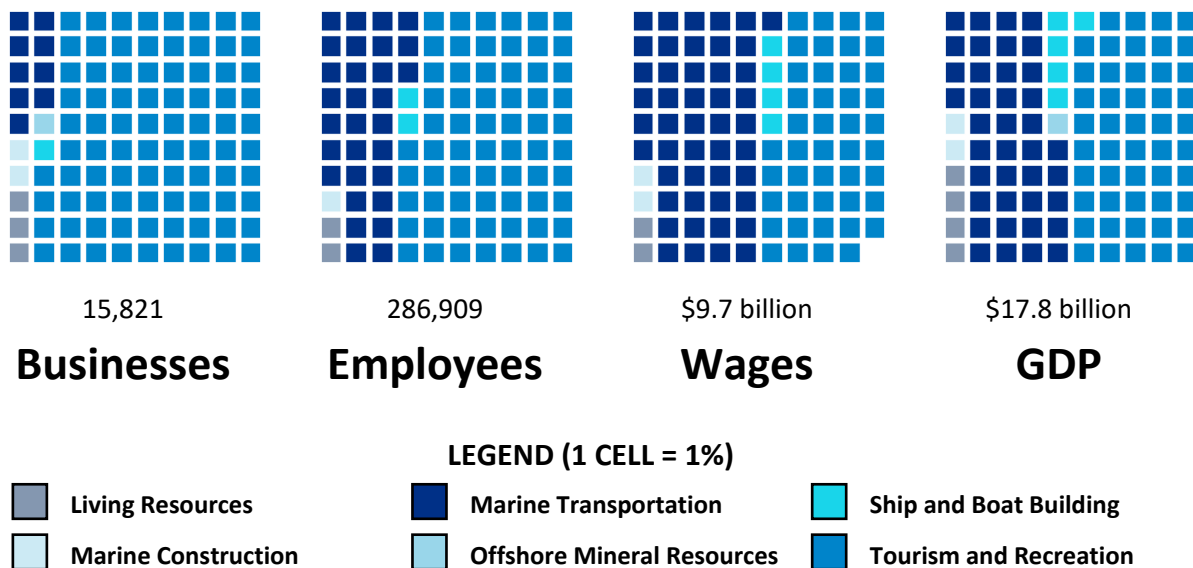 15,821 286,909 $9.7 billion $17.8 billion
Businesses Employees Wages GDP
LEGEND (1 CELL = 1%)
Living Resources Marine Transportation Ship and Boat Building
Marine Construction Offshore Mineral Resources Tourism and Recreation